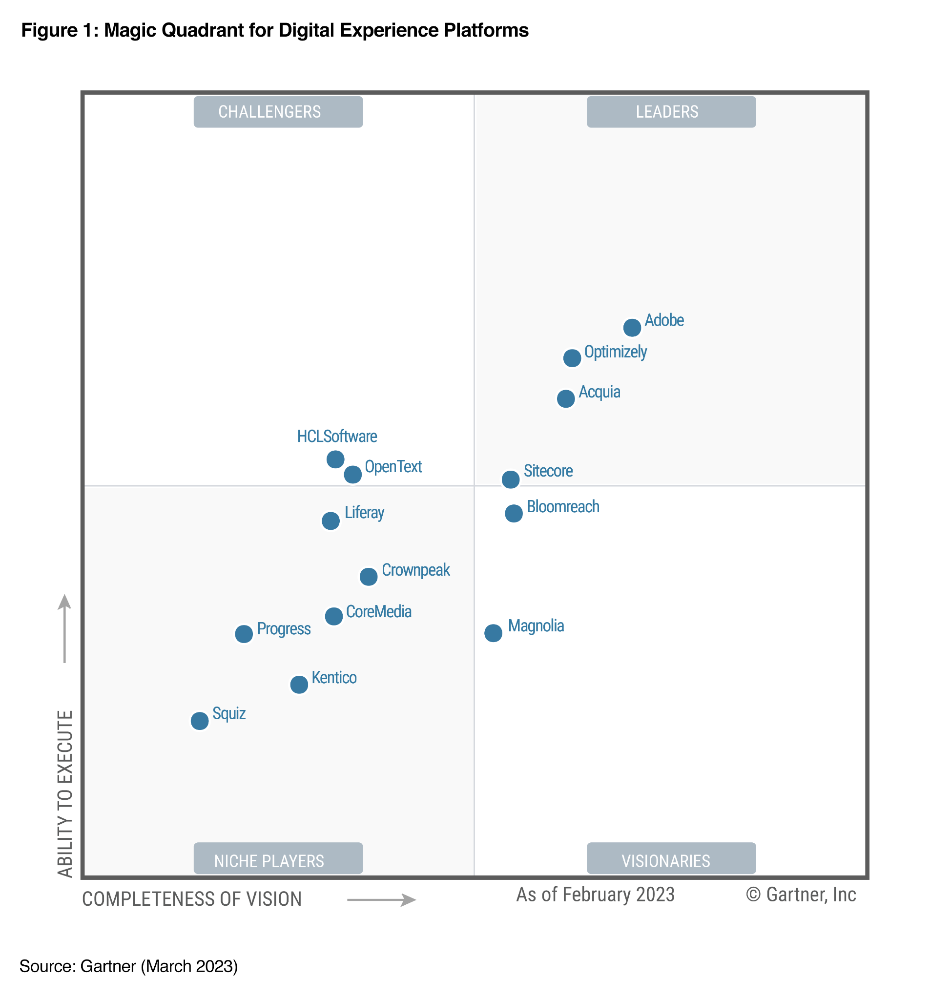 Figure 1: Magic Quadrant for Digital Experience Platforms
CHALLENGERS
LEADERS
Adobe
Optimizely
Acquia
HCLSoftware
OpenText
Sitecore
Bloomreach
Liferay
Crownpeak
CoreMedia
Progress
Magnolia
Kentico
Squiz
ABILITY TO EXECUTE
NICHE PLAYERS
VISIONARIES
COMPLETENESS OF VISION
As of February 2023
© Gartner, Inc
Source: Gartner (March 2023)